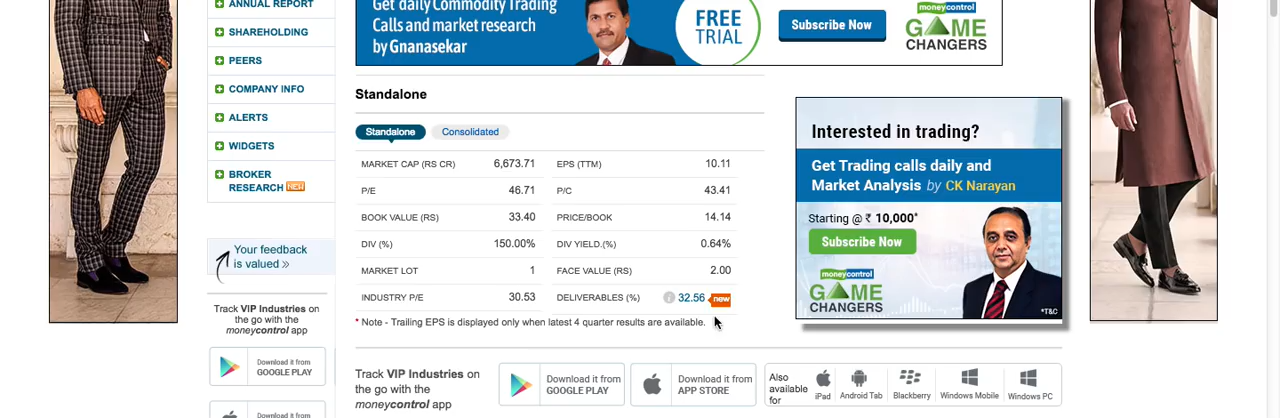 ANNUAL REPORT
SHAREHOLDING
PEERS
COMPANY INFO
ALERTS
WIDGETS
BROKER
RESEARCH NEW
Your feedback
is valued »
Track VIP Industries on
the go with the
moneycontrol app
Download it from
GOOGLE PLAY
Download it from
Get daily Commodity Trading
Calls and market research
by Gnanasekar
FREE
TRIAL
Subscribe Now
moneycontrol
GAME
CHANGERS
Standalone
Standalone Consolidated
MARKET CAP (RS CR) 6,673.71 EPS (TTM) 10.11
P/E 46.71 P/C 43.41
BOOK VALUE (RS) 33.40 PRICE/BOOK 14.14
DIV (%) 150.00% DIV YIELD.(%) 0.64%
MARKET LOT 1 FACE VALUE (RS) 2.00
INDUSTRY P/E 30.53 DELIVERABLES (%) i 32.56 new
* Note - Trailing EPS is displayed only when latest 4 quarter results are available.
Interested in trading?
Get Trading calls daily and
Market Analysis by CK Narayan
Starting @ ₹ 10,000*
Subscribe Now
moneycontrol
GAME
CHANGERS
*T&C
Track VIP Industries on
the go with the
moneycontrol app
Download it from
GOOGLE PLAY
Download it from
APP STORE
Also
available
for
iPad Android Tab Blackberry Windows Mobile Windows PC